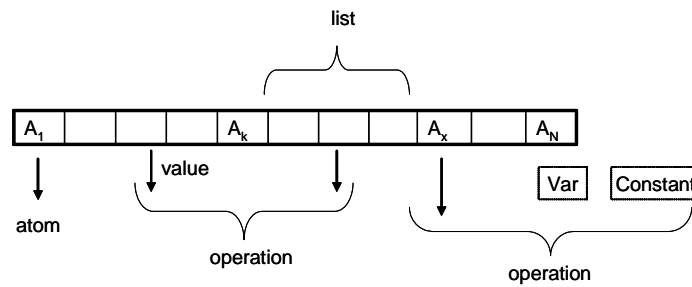 list
A1 Ak Ax AN
value
Var Constant
atom
operation
operation